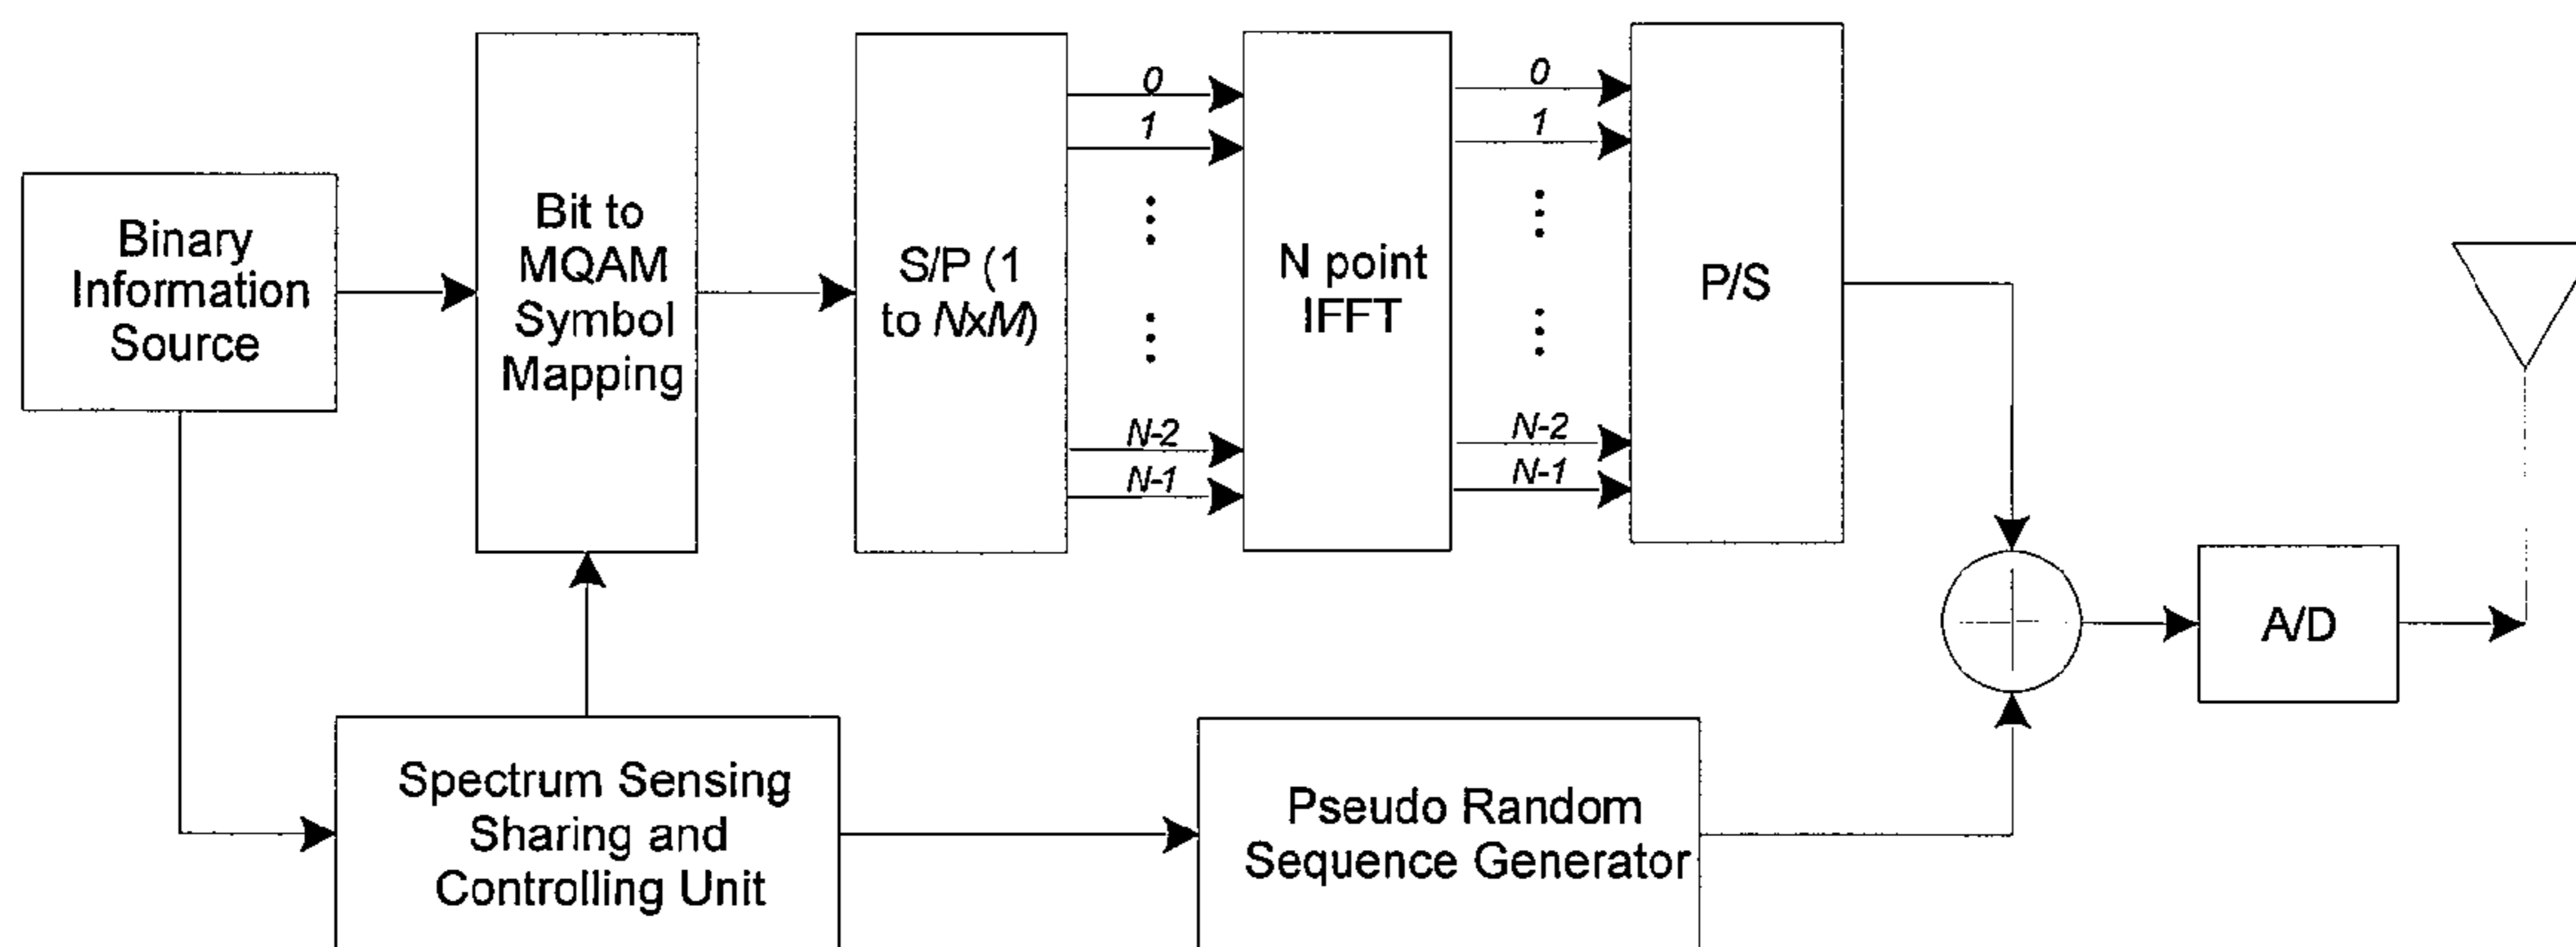 Binary
Information
Source
Bit to
MQAM
Symbol
Mapping
S/P (1
to NxM)
0
1
N-2
N-1
N point
IFFT
0
1
N-2
N-1
P/S
A/D
Spectrum Sensing
Sharing and
Controlling Unit
Pseudo Random
Sequence Generator